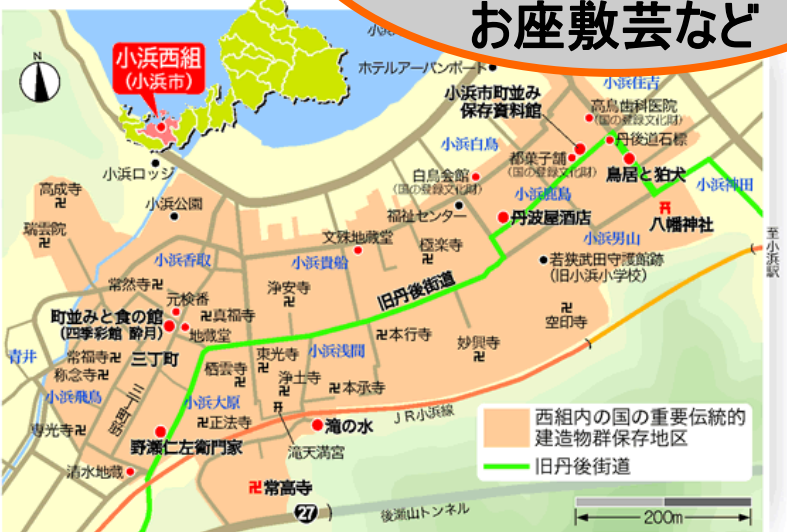 お座敷芸など
N
小浜西組
(小浜市)
ホテルアーバンポート
小浜住吉
小浜市町並み
保存資料館
高鳥歯科医院
(国の登録文化財)
丹後道石標
小浜白鳥
都菓子舗
(国の登録文化財)
鳥居と狛犬
小浜神田
小浜ロッジ
白鳥会館
(国の登録文化財)
小浜鹿島
高成寺
小浜公園
福祉センター
丹波屋酒店
八幡神社
瑞雲院
文殊地蔵堂
極楽寺
小浜男山
至小浜駅
小浜香取
小浜貴船
若狭武田守護館跡
(旧小浜小学校)
常然寺
元検番
浄安寺
旧丹後街道
町並みと食の館
(四季彩館 酔月)
真福寺
地蔵堂
空印寺
本行寺
妙興寺
青井
常福寺
三丁町
東光寺
小浜浅間
称念寺
栖雲寺
浄土寺
本承寺
小浜飛鳥
小浜大原
正法寺
専光寺
野瀬仁左衛門家
滝の水
JR小浜線
滝天満宮
清水地蔵
常高寺
27
後瀬山トンネル
西組内の国の重要伝統的
建造物群保存地区
旧丹後街道
200m